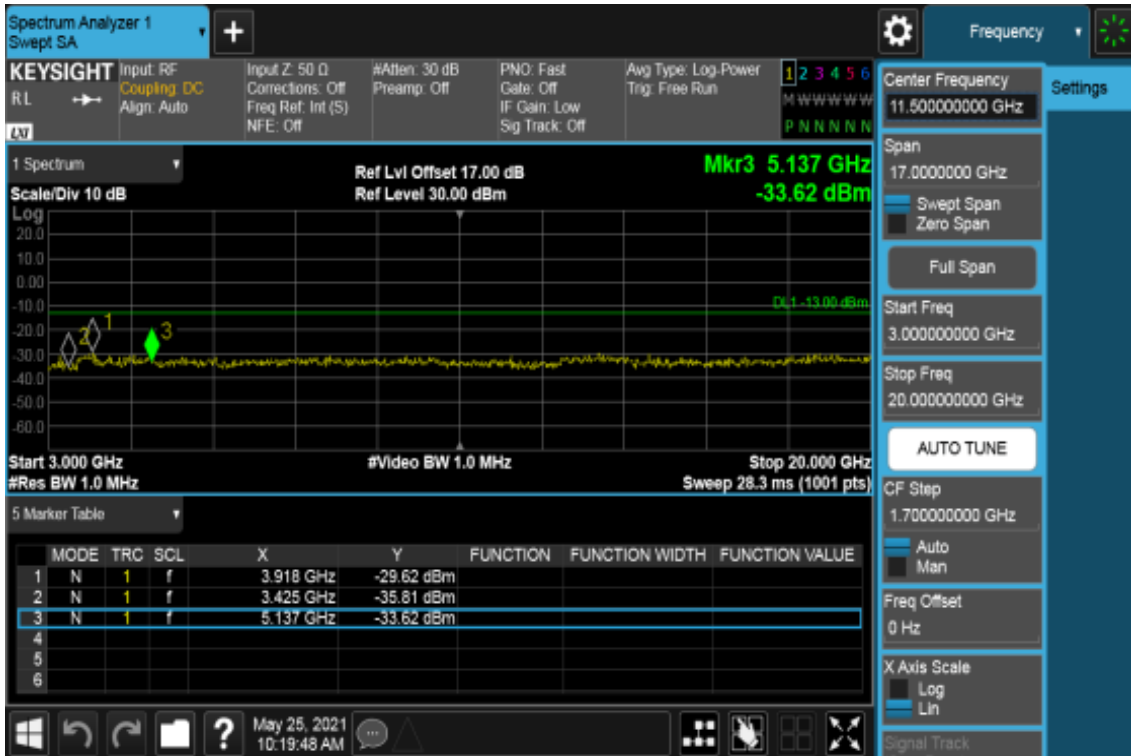 Spectrum Analyzer 1
Swept SA
+
Frequency
KEYSIGHT
RL
LXI
Input: RF
Coupling: DC
Align: Auto
Input Z: 50 Ω
Corrections: Off
Freq Ref: Int (S)
NFE: Off
#Atten: 30 dB
Preamp: Off
PNO: Fast
Gate: Off
IF Gain: Low
Sig Track: Off
Avg Type: Log-Power
Trig: Free Run
1 2 3 4 5 6
M W W W W W
P N N N N N
1 Spectrum
Scale/Div 10 dB
Ref Lvl Offset 17.00 dB
Ref Level 30.00 dBm
Mkr3 5.137 GHz
-33.62 dBm
Log
20.0
10.0
0.00
-10.0
-20.0
-30.0
-40.0
-50.0
-60.0
DL1 -13.00 dBm
1
2
3
Start 3.000 GHz
#Res BW 1.0 MHz
#Video BW 1.0 MHz
Stop 20.000 GHz
Sweep 28.3 ms (1001 pts)
5 Marker Table
MODE TRC SCL X Y FUNCTION FUNCTION WIDTH FUNCTION VALUE
1 N 1 f 3.918 GHz -29.62 dBm
2 N 1 f 3.425 GHz -35.81 dBm
3 N 1 f 5.137 GHz -33.62 dBm
4
5
6
?
May 25, 2021
10:19:48 AM
Center Frequency
11.500000000 GHz
Settings
Span
17.0000000 GHz
Swept Span
Zero Span
Full Span
Start Freq
3.000000000 GHz
Stop Freq
20.000000000 GHz
AUTO TUNE
CF Step
1.700000000 GHz
Auto
Man
Freq Offset
0 Hz
X Axis Scale
Log
Lin
Signal Track